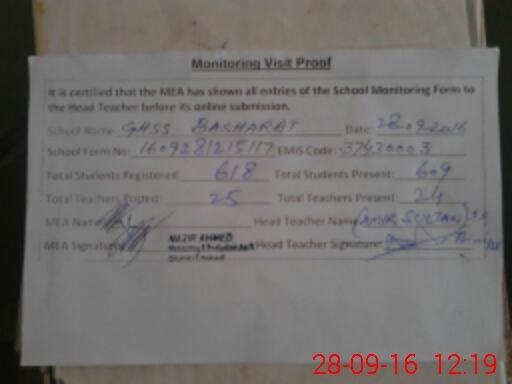 Monitoring Visit Proof
It is certified that the MEA has shown all entries of the School Monitoring Form to
the Head Teacher before its online submission.
School Name: GHSS BASHARAT Date: 28-09-2016
School Form No: 1609281215117 EMIS Code: 37420003
Total Students Registered: 618 Total Students Present: 609
Total Teachers Posted: 25 Total Teachers Present: 24
MEA Name Head Teacher Name (AMIR SULTAN)
MEA Signature NAZIR AHMED Head Teacher Signature:
28-09-16 12:19